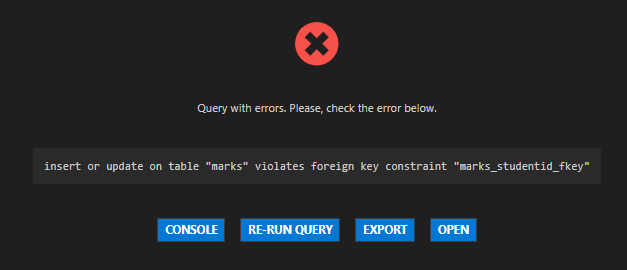 Query with errors. Please, check the error below.
insert or update on table "marks" violates foreign key constraint "marks_studentid_fkey"
CONSOLE RE-RUN QUERY EXPORT OPEN